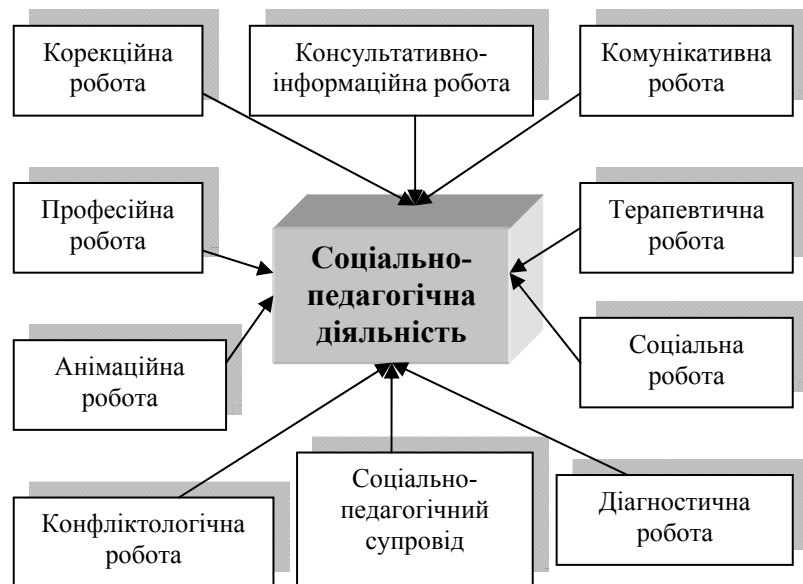 Корекційна
робота
Консультативно-
інформаційна робота
Комунікативна
робота
Професійна
робота
Соціально-
педагогічна
діяльність
Терапевтична
робота
Анімаційна
робота
Соціальна
робота
Конфліктологічна
робота
Соціально-
педагогічний
супровід
Діагностична
робота